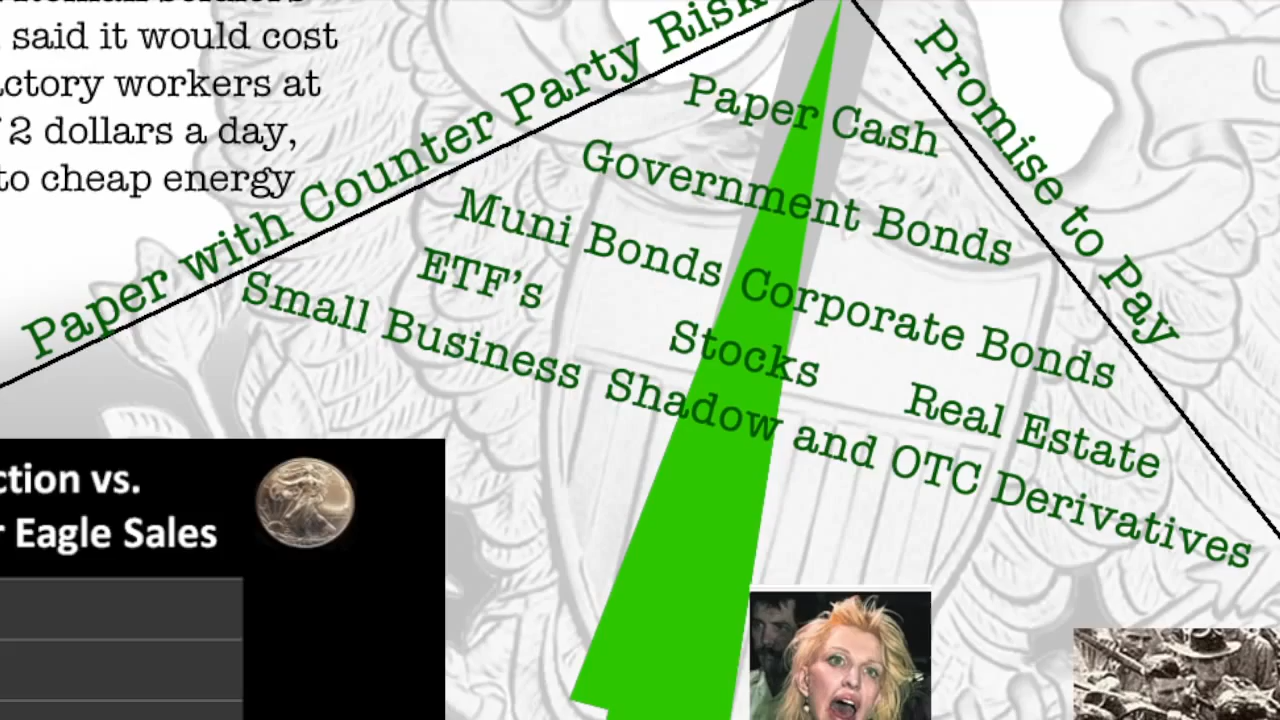 said it would cost
workers at
2 dollars a day,
to cheap energy
Paper with Counter Party Risk
Promise to Pay
Paper Cash
Government Bonds
Muni Bonds Corporate Bonds
ETF's Stocks Real Estate
Small Business Shadow and OTC Derivatives
vs.
Eagle Sales